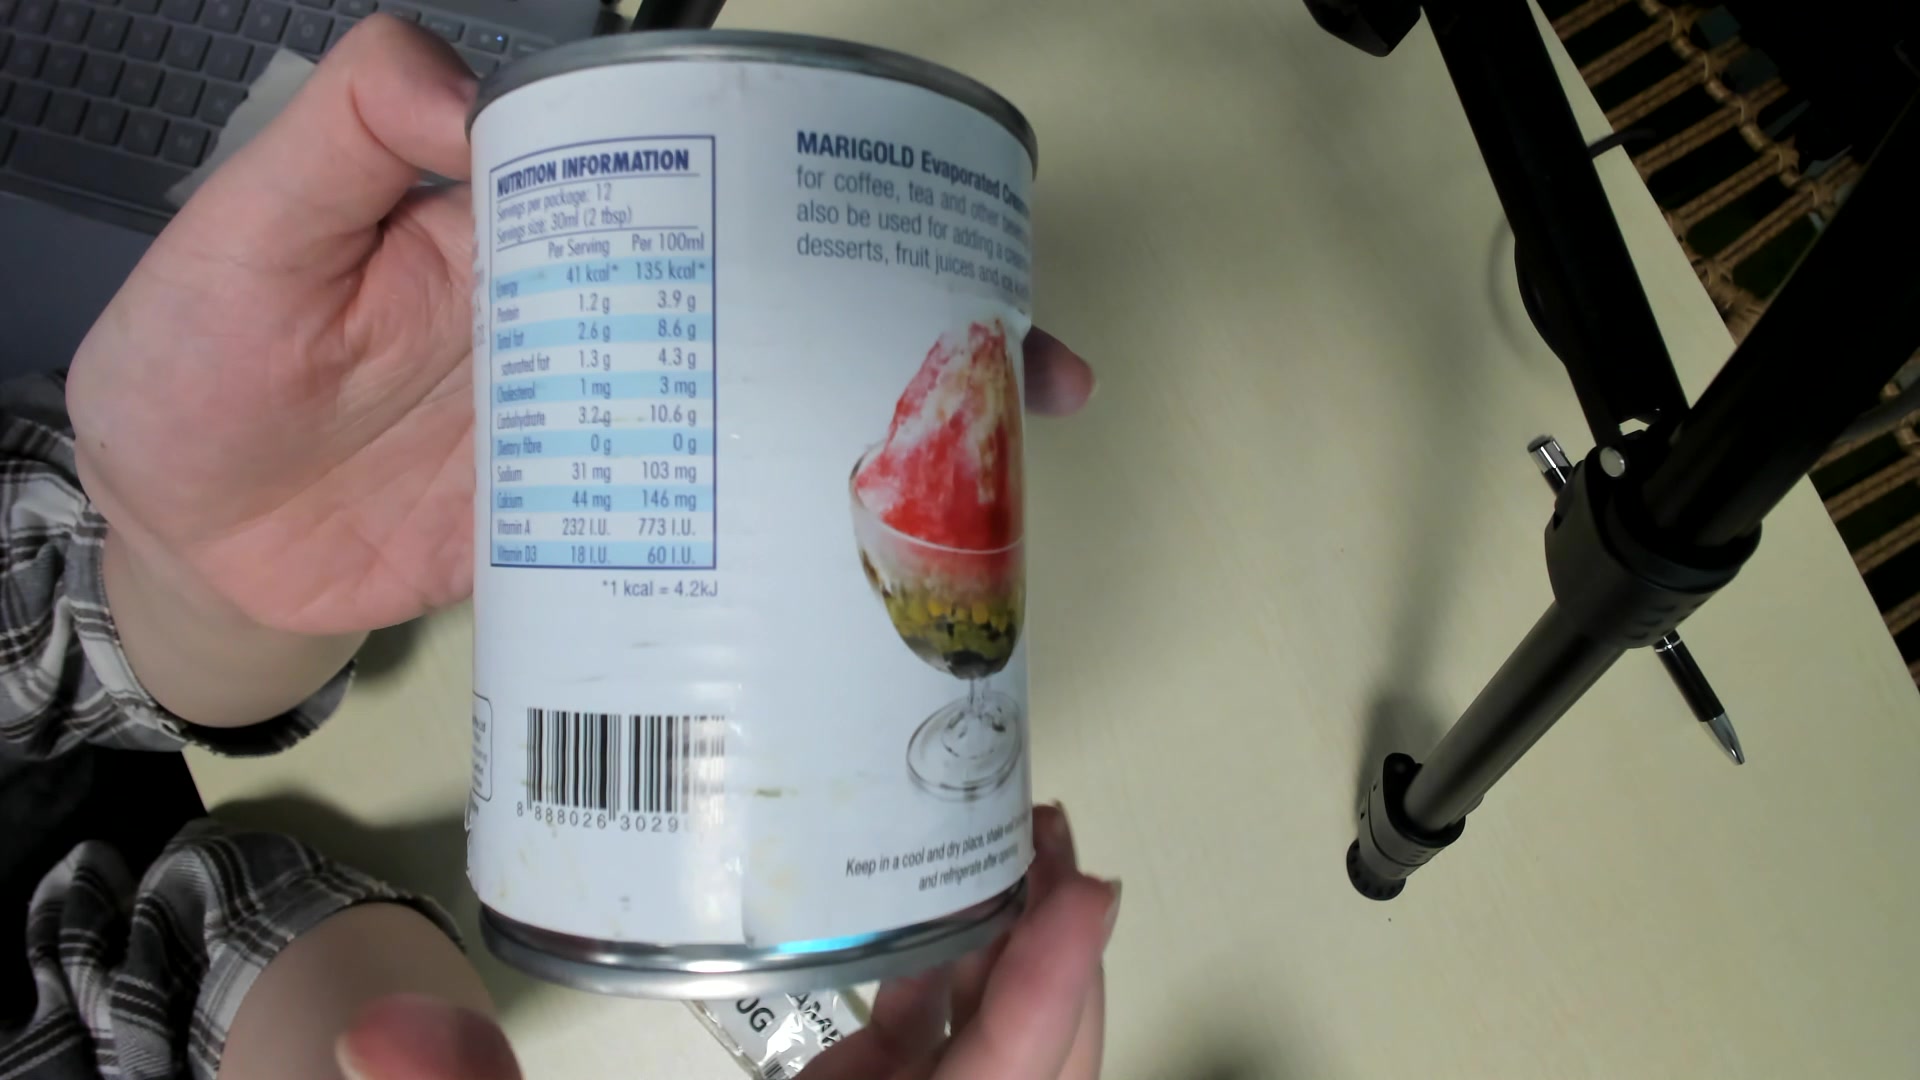 NUTRITION INFORMATION
Servings per package: 12
Servings size: 30ml (2 tbsp)
Per Serving Per 100ml
Energy 41 kcal* 135 kcal*
Protein 1.2 g 3.9 g
Total fat 2.6 g 8.6 g
saturated fat 1.3 g 4.3 g
Cholesterol 1 mg 3 mg
Carbohydrate 3.2 g 10.6 g
Dietary fibre 0 g 0 g
Sodium 31 mg 103 mg
Calcium 44 mg 146 mg
Vitamin A 232 I.U. 773 I.U.
Vitamin D3 18 I.U. 60 I.U.
*1 kcal = 4.2kJ
8 888026 3029
MARIGOLD Evaporated
for coffee, tea and other
also be used for adding a
desserts, fruit juices and
Keep in a cool and dry place, shake
and refrigerate after opening
0G